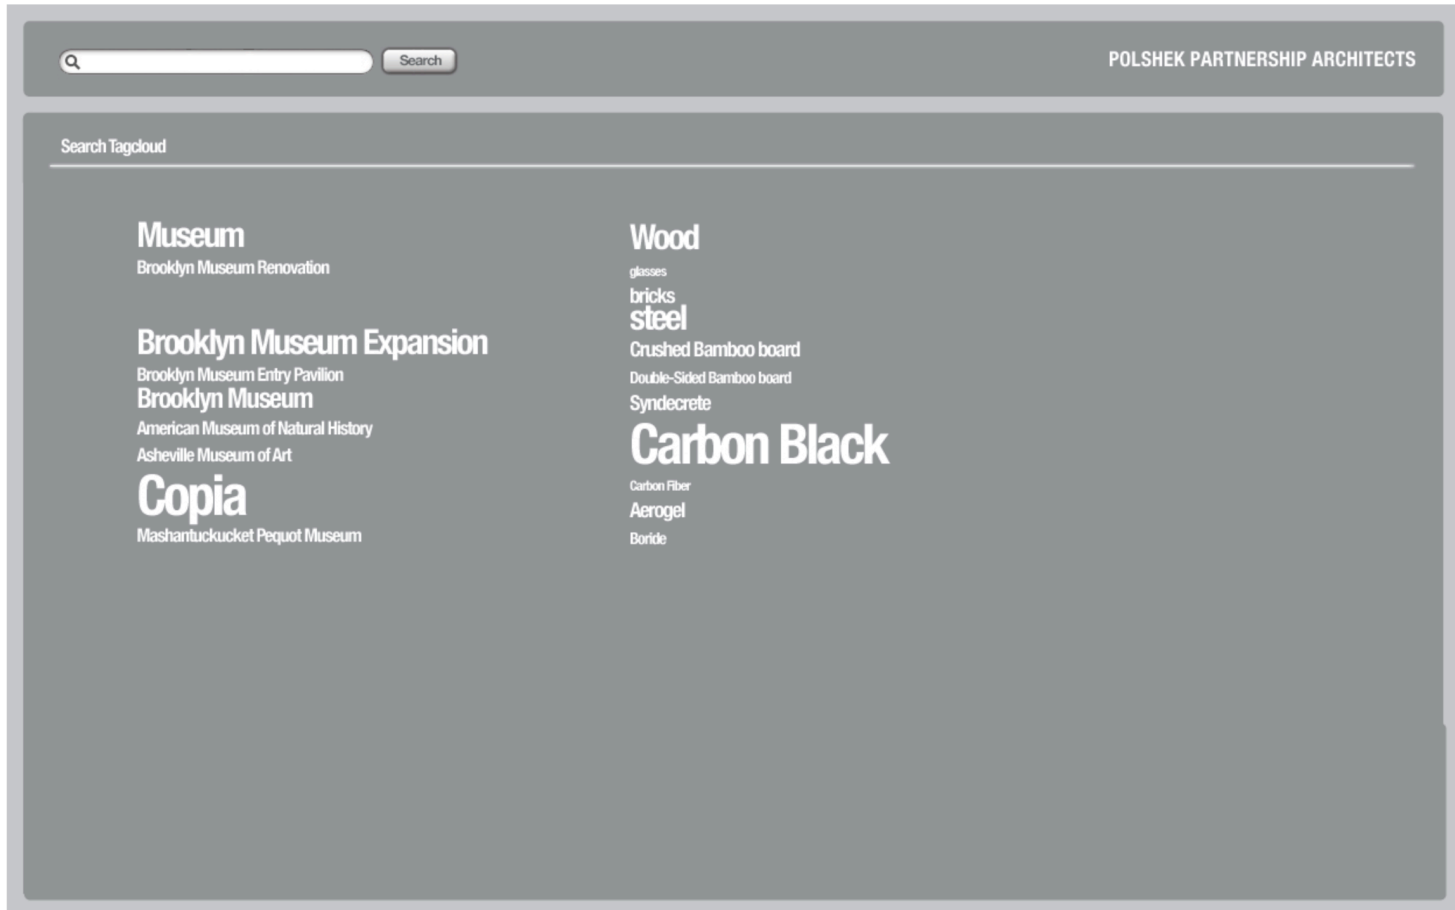 Search
POLSHEK PARTNERSHIP ARCHITECTS
Search Tagcloud
Museum
Brooklyn Museum Renovation
Brooklyn Museum Expansion
Brooklyn Museum Entry Pavilion
Brooklyn Museum
American Museum of Natural History
Asheville Museum of Art
Copia
Mashantuckucket Pequot Museum
Wood
glasses
bricks
steel
Crushed Bamboo board
Double-Sided Bamboo board
Syndecrete
Carbon Black
Carbon Fiber
Aerogel
Boride